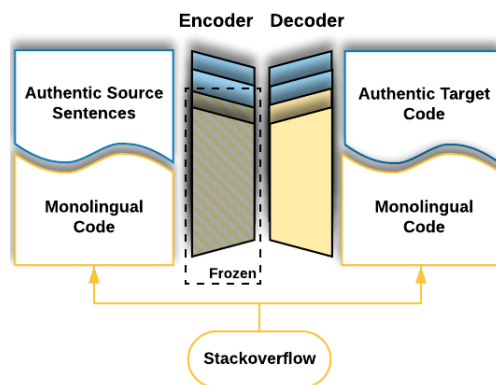 Encoder Decoder
Authentic Source
Sentences
Authentic Target
Code
Monolingual
Code
Monolingual
Code
Frozen
Stackoverflow